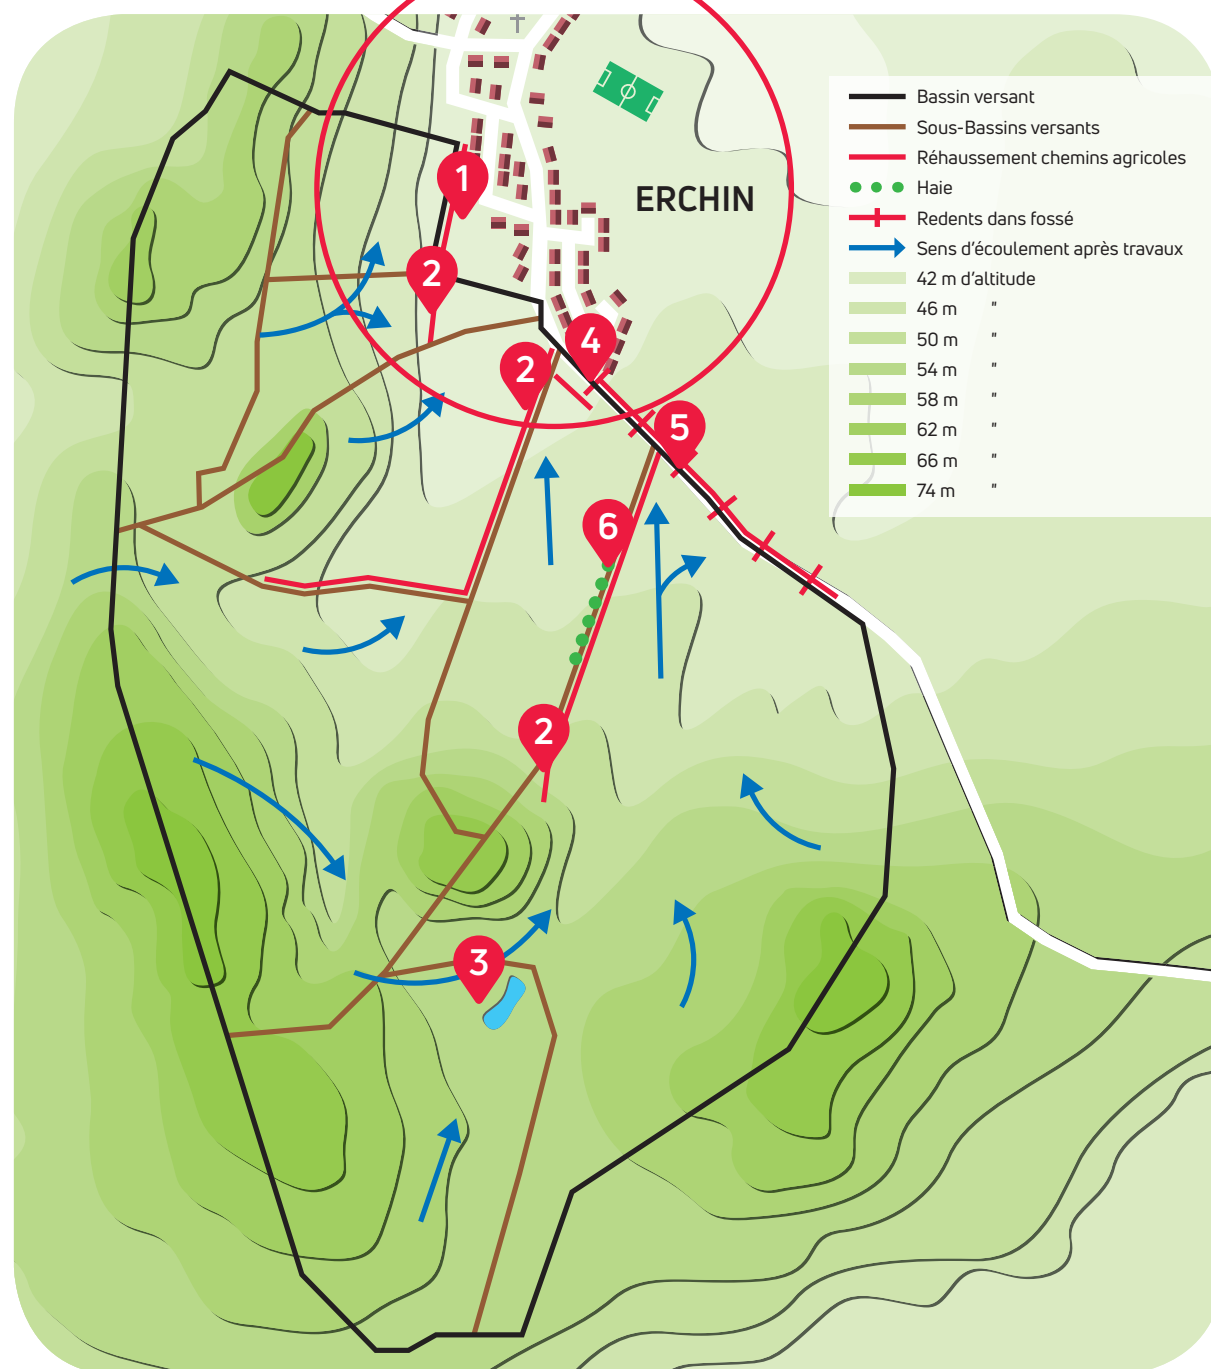 ERCHIN
Bassin versant
Sous-Bassins versants
Réhaussement chemins agricoles
Haie
Redents dans fossé
Sens d'écoulement après travaux
42 m d'altitude
46 m "
50 m "
54 m "
58 m "
62 m "
66 m "
74 m "
1
2
4
2
5
6
2
3